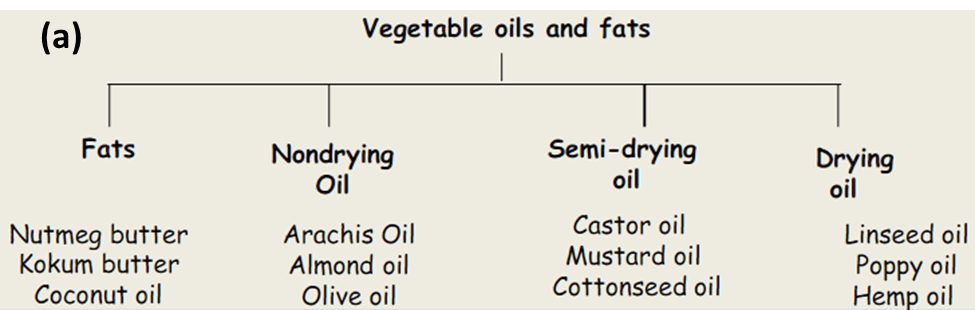 (a)
Vegetable oils and fats
Fats
Nondrying
Oil
Semi-drying
oil
Drying
oil
Nutmeg butter
Kokum butter
Coconut oil
Arachis Oil
Almond oil
Olive oil
Castor oil
Mustard oil
Cottonseed oil
Linseed oil
Poppy oil
Hemp oil